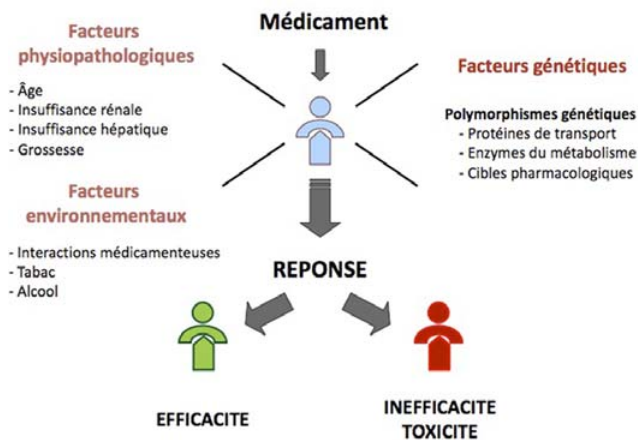 Médicament
Facteurs
physiopathologiques
- Âge
- Insuffisance rénale
- Insuffisance hépatique
- Grossesse
Facteurs
environnementaux
- Interactions médicamenteuses
- Tabac
- Alcool
Facteurs génétiques
Polymorphismes génétiques
- Protéines de transport
- Enzymes du métabolisme
- Cibles pharmacologiques
REPONSE
EFFICACITE
INEFFICACITE
TOXICITE